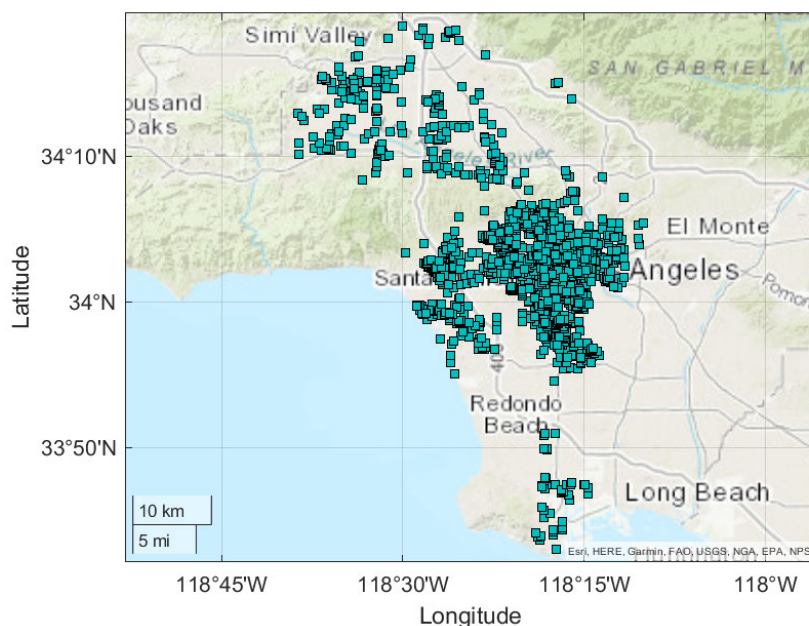 Simi Valley
SAN GABRIEL M
ousand
Oaks
34°10'N
River
El Monte
Latitude
Santa
Angeles
34°N
Redondo
Beach
33°50'N
10 km
Long Beach
5 mi
Esri, HERE, Garmin, FAO, USGS, NGA, EPA, NPS
118°45'W
118°30'W
118°15'W
118°W
Longitude